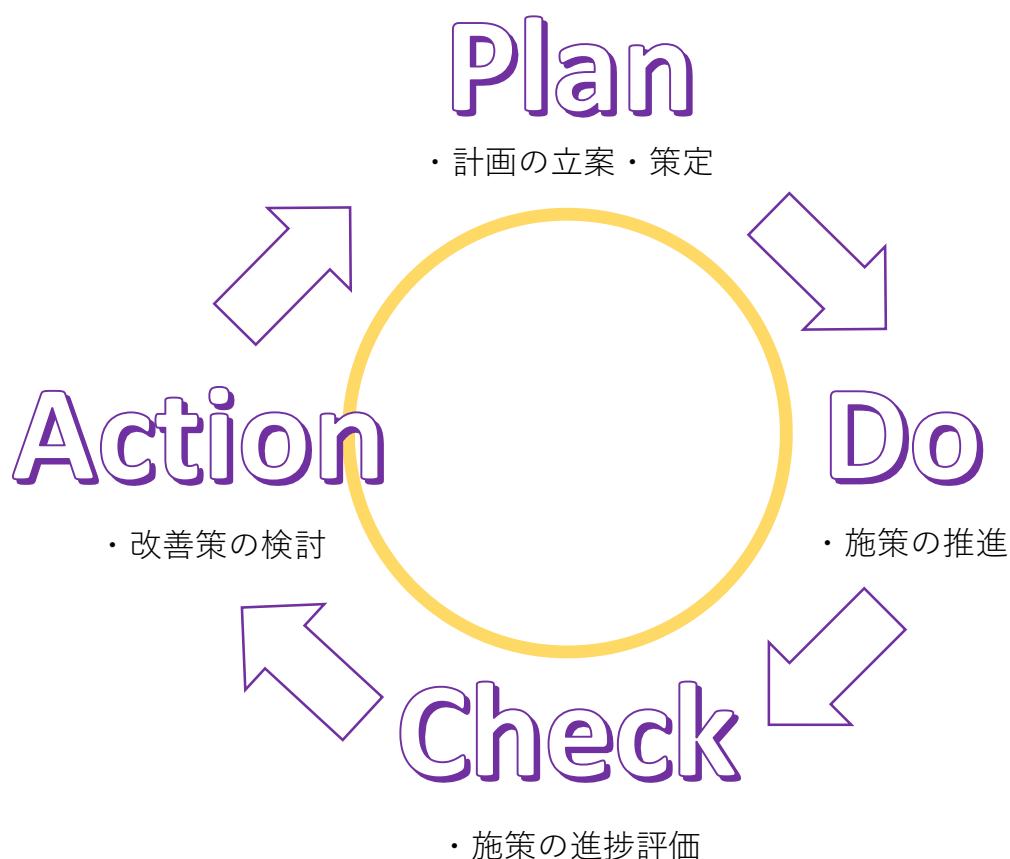 Plan
・計画の立案・策定
Do
・施策の推進
Check
・施策の進捗評価
Action
・改善策の検討